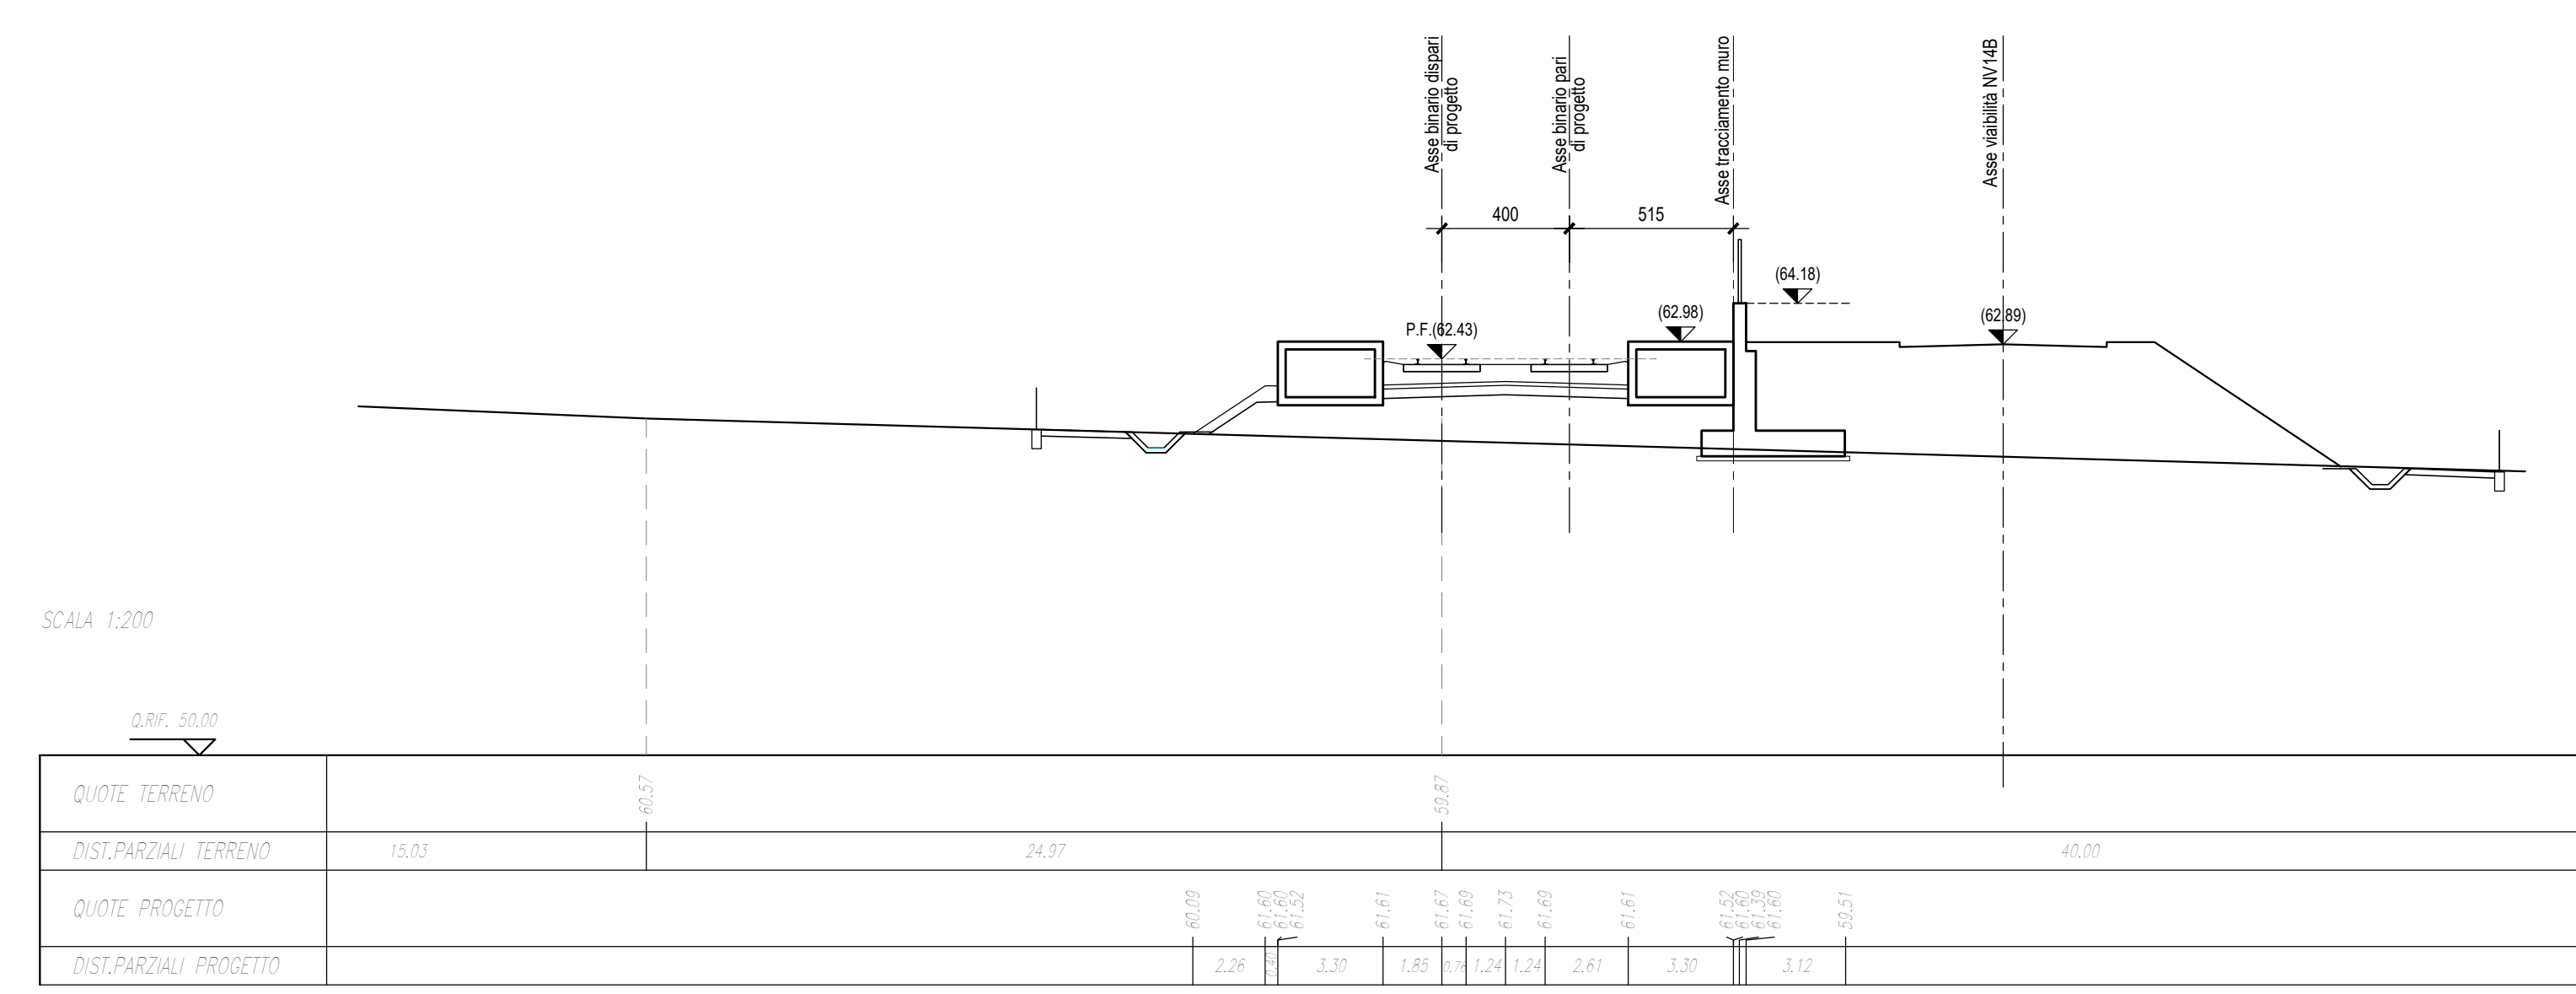 Asse binario dispari
di progetto
Asse binario pari
di progetto
Asse tracciamento muro
Asse viaibilità NV14B
400
515
(64.18)
(62.98)
P.F.(62.43)
(62.89)
SCALA 1:200
Q.RIF. 50.00
QUOTE TERRENO
60.57
59.87
DIST.PARZIALI TERRENO
15.03
24.97
40.00
QUOTE PROGETTO
60.09
61.60
61.60
61.52
61.61
61.67
61.69
61.73
61.69
61.61
61.52
61.60
61.39
61.60
59.51
DIST.PARZIALI PROGETTO
2.26
0.40
3.30
1.85
0.76
1.24
1.24
2.61
3.30
3.12